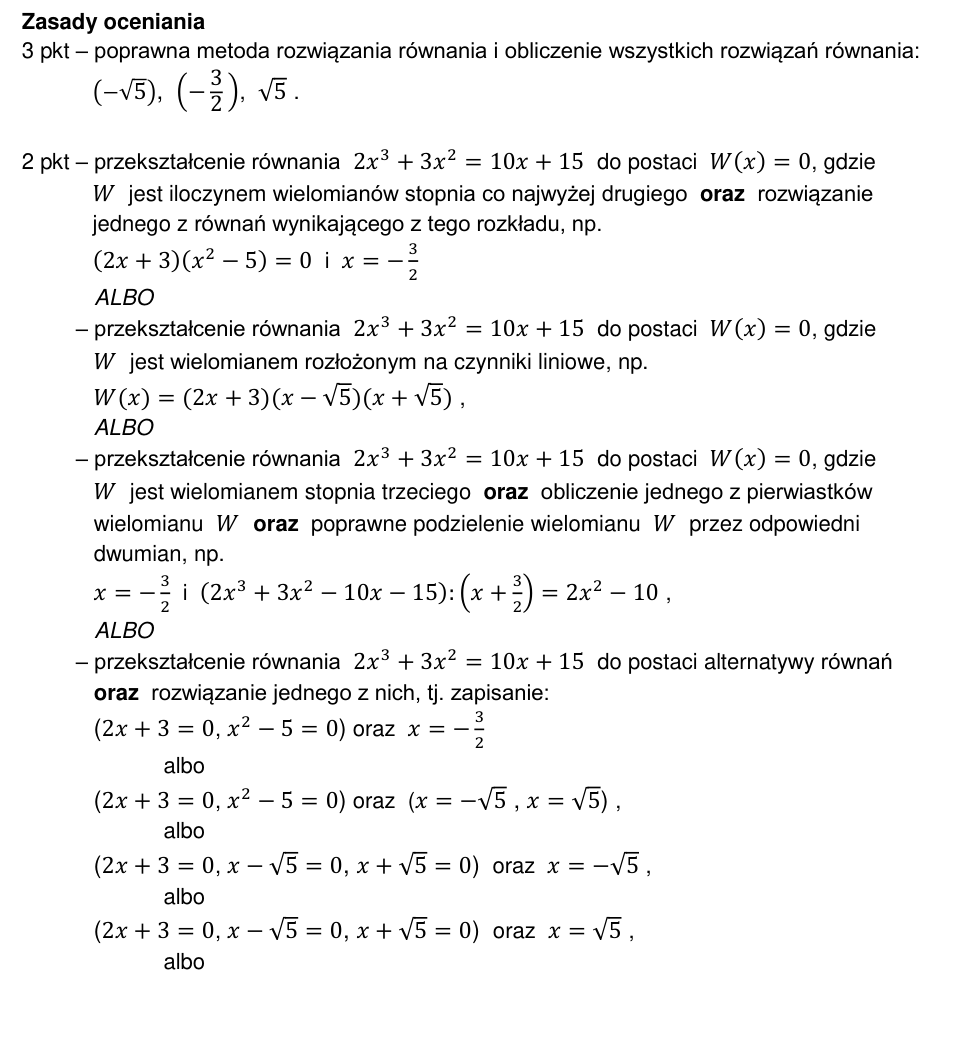 Zasady oceniania
3 pkt – poprawna metoda rozwiązania równania i obliczenie wszystkich rozwiązań równania:
(−√5), (−3/2), √5 .
2 pkt – przekształcenie równania 2x³ + 3x² = 10x + 15 do postaci W(x) = 0, gdzie
W jest iloczynem wielomianów stopnia co najwyżej drugiego oraz rozwiązanie
jednego z równań wynikającego z tego rozkładu, np.
(2x + 3)(x² − 5) = 0 i x = −3/2
ALBO
– przekształcenie równania 2x³ + 3x² = 10x + 15 do postaci W(x) = 0, gdzie
W jest wielomianem rozłożonym na czynniki liniowe, np.
W(x) = (2x + 3)(x − √5)(x + √5) ,
ALBO
– przekształcenie równania 2x³ + 3x² = 10x + 15 do postaci W(x) = 0, gdzie
W jest wielomianem stopnia trzeciego oraz obliczenie jednego z pierwiastków
wielomianu W oraz poprawne podzielenie wielomianu W przez odpowiedni
dwumian, np.
x = −3/2 i (2x³ + 3x² − 10x − 15): (x + 3/2) = 2x² − 10 ,
ALBO
– przekształcenie równania 2x³ + 3x² = 10x + 15 do postaci alternatywy równań
oraz rozwiązanie jednego z nich, tj. zapisanie:
(2x + 3 = 0, x² − 5 = 0) oraz x = −3/2
albo
(2x + 3 = 0, x² − 5 = 0) oraz (x = −√5 , x = √5) ,
albo
(2x + 3 = 0, x − √5 = 0, x + √5 = 0) oraz x = −√5 ,
albo
(2x + 3 = 0, x − √5 = 0, x + √5 = 0) oraz x = √5 ,
albo